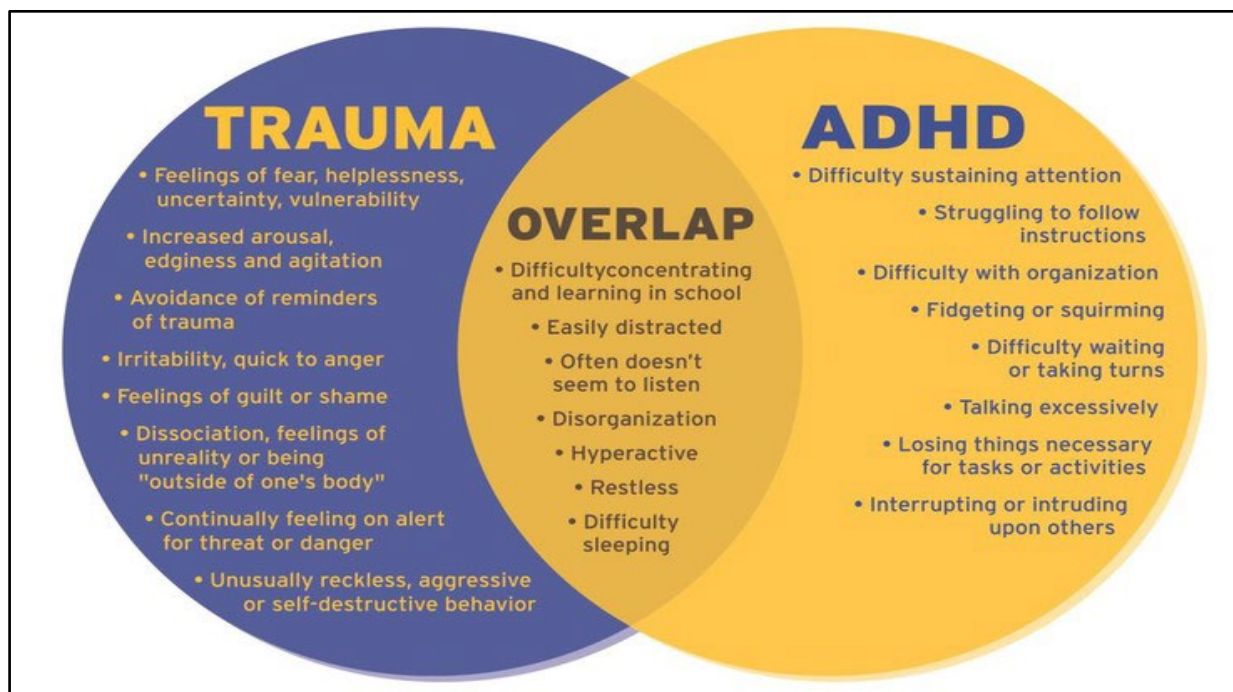 TRAUMA
• Feelings of fear, helplessness,
uncertainty, vulnerability
• Increased arousal,
edginess and agitation
• Avoidance of reminders
of trauma
• Irritability, quick to anger
• Feelings of guilt or shame
• Dissociation, feelings of
unreality or being
"outside of one's body"
• Continually feeling on alert
for threat or danger
• Unusually reckless, aggressive
or self-destructive behavior
OVERLAP
• Difficultyconcentrating
and learning in school
• Easily distracted
• Often doesn't
seem to listen
• Disorganization
• Hyperactive
• Restless
• Difficulty
sleeping
ADHD
• Difficulty sustaining attention
• Struggling to follow
instructions
• Difficulty with organization
• Fidgeting or squirming
• Difficulty waiting
or taking turns
• Talking excessively
• Losing things necessary
for tasks or activities
• Interrupting or intruding
upon others